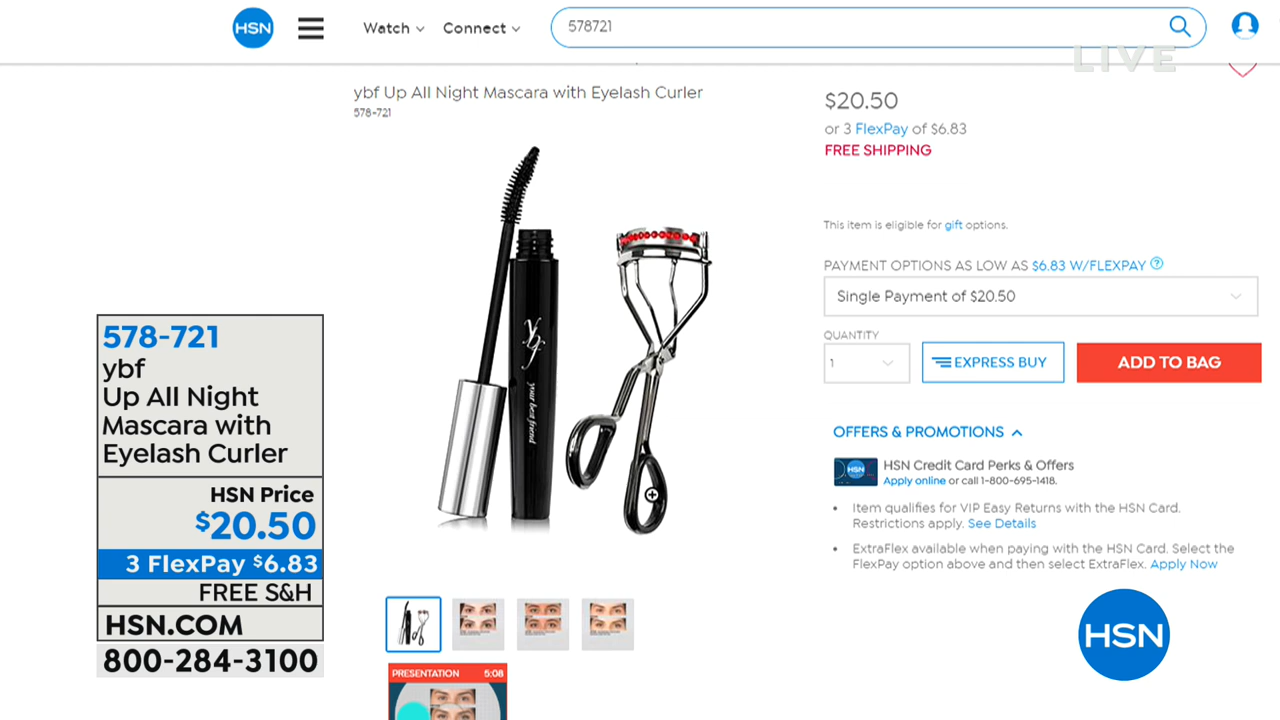 HSN
Watch
Connect
578721
LIVE
ybf Up All Night Mascara with Eyelash Curler
578-721
$20.50
or 3 FlexPay of $6.83
FREE SHIPPING
This item is eligible for gift options.
PAYMENT OPTIONS AS LOW AS $6.83 W/FLEXPAY ?
Single Payment of $20.50
QUANTITY
1
EXPRESS BUY
ADD TO BAG
OFFERS & PROMOTIONS
HSN
HSN Credit Card Perks & Offers
Apply online or call 1-800-695-1418.
• Item qualifies for VIP Easy Returns with the HSN Card.
Restrictions apply. See Details
• ExtraFlex available when paying with the HSN Card. Select the
FlexPay option above and then select ExtraFlex. Apply Now
ybf
your best friend
578-721
ybf
Up All Night
Mascara with
Eyelash Curler
HSN Price
$20.50
3 FlexPay $6.83
FREE S&H
HSN.COM
800-284-3100
PRESENTATION 5:08
HSN